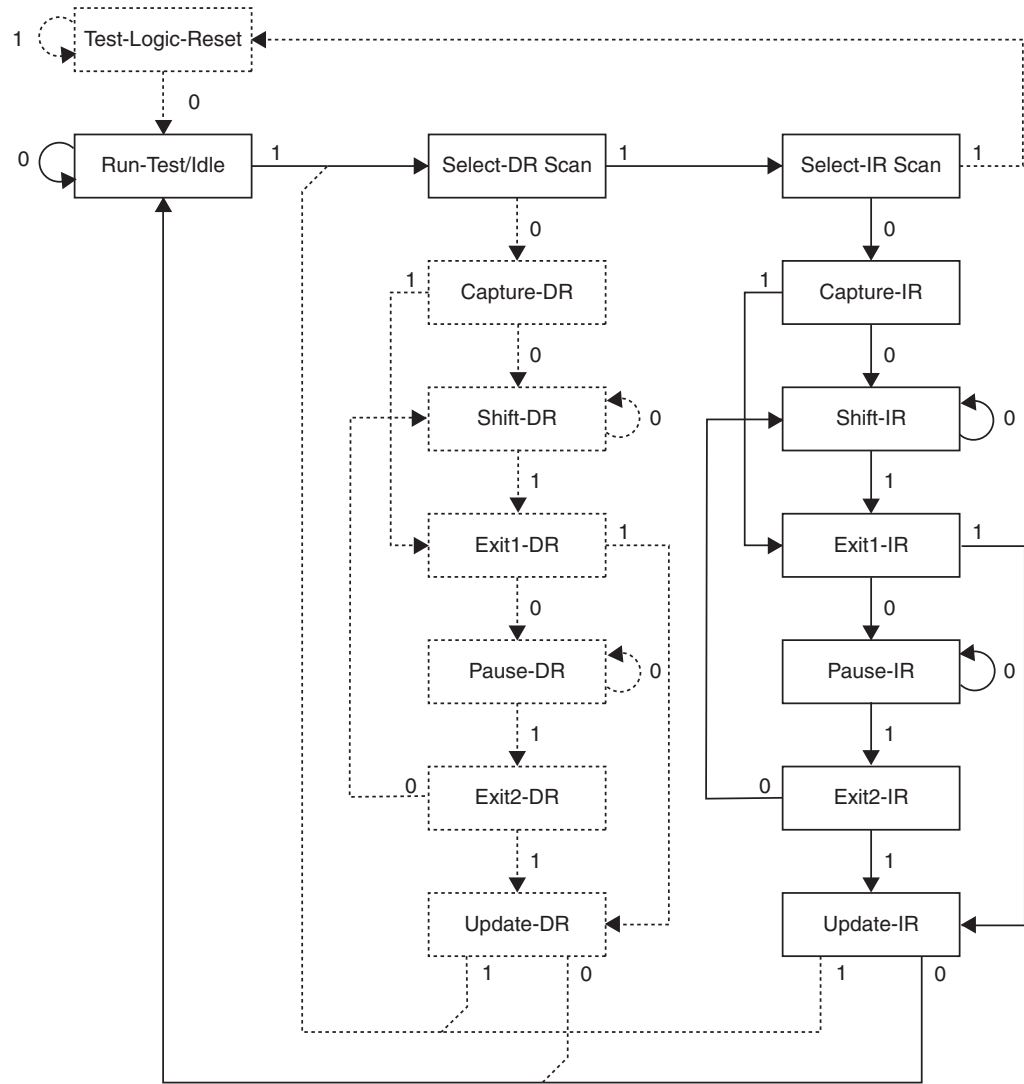 1
Test-Logic-Reset
0
0
Run-Test/Idle
1
Select-DR Scan
1
Select-IR Scan
1
0
0
1
Capture-DR
1
Capture-IR
0
0
Shift-DR
0
Shift-IR
0
1
1
Exit1-DR
1
Exit1-IR
1
0
0
Pause-DR
0
Pause-IR
0
1
1
0
Exit2-DR
0
Exit2-IR
1
1
Update-DR
Update-IR
1
0
1
0